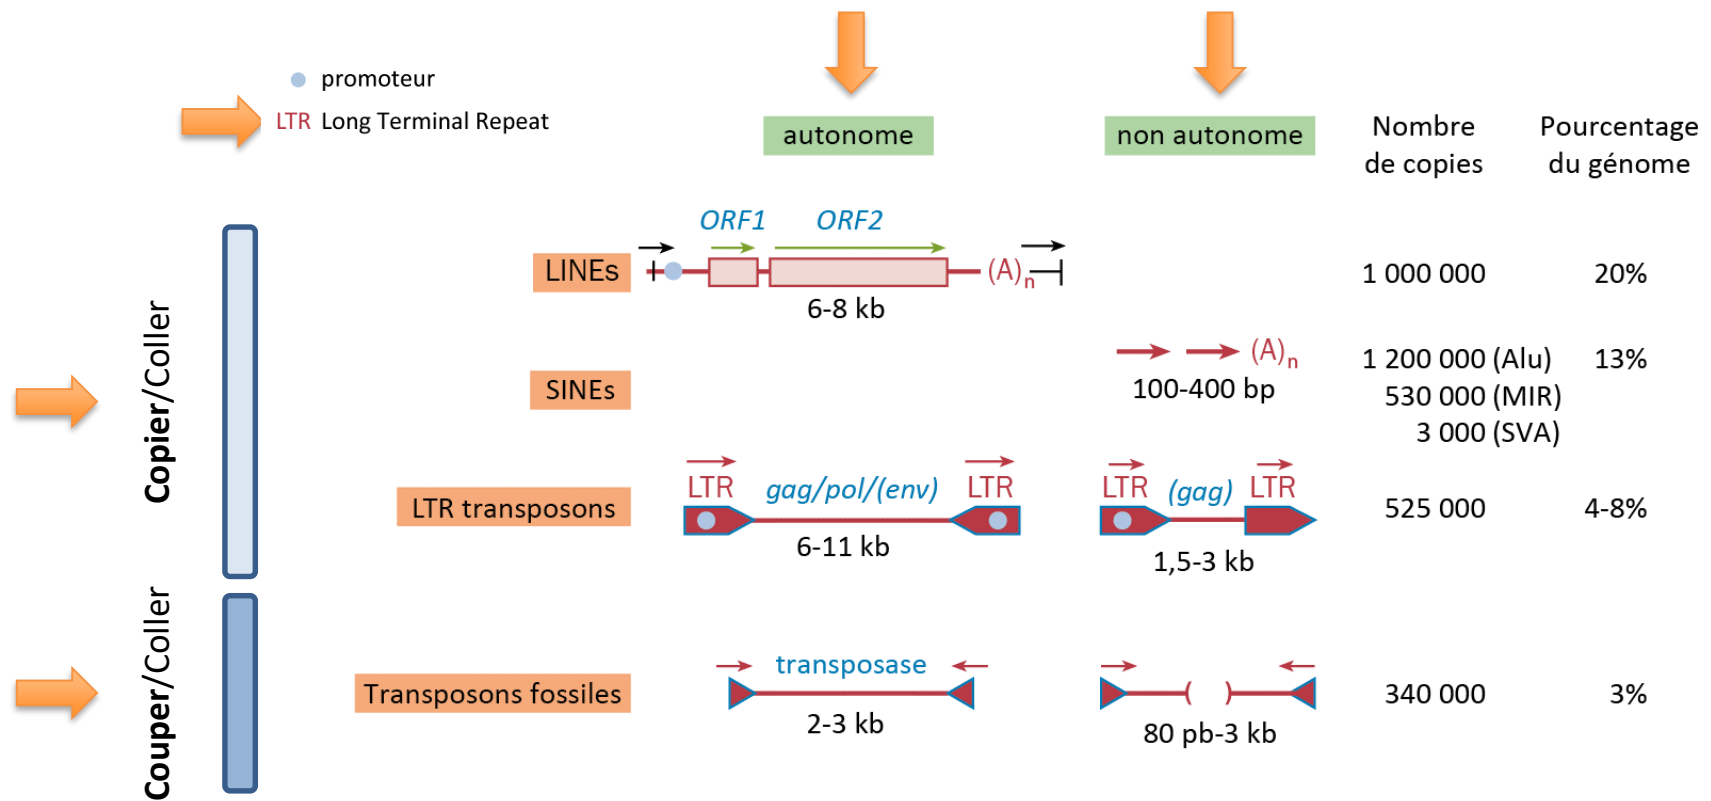 promoteur
LTR Long Terminal Repeat
autonome
non autonome
Nombre
de copies
Pourcentage
du génome
Copier/Coller
ORF1 ORF2
LINEs
(A)n
6-8 kb
1 000 000
20%
SINEs
(A)n
100-400 bp
1 200 000 (Alu)
530 000 (MIR)
3 000 (SVA)
13%
LTR transposons
LTR gag/pol/(env) LTR
6-11 kb
LTR (gag) LTR
1,5-3 kb
525 000
4-8%
Couper/Coller
Transposons fossiles
transposase
2-3 kb
( )
80 pb-3 kb
340 000
3%